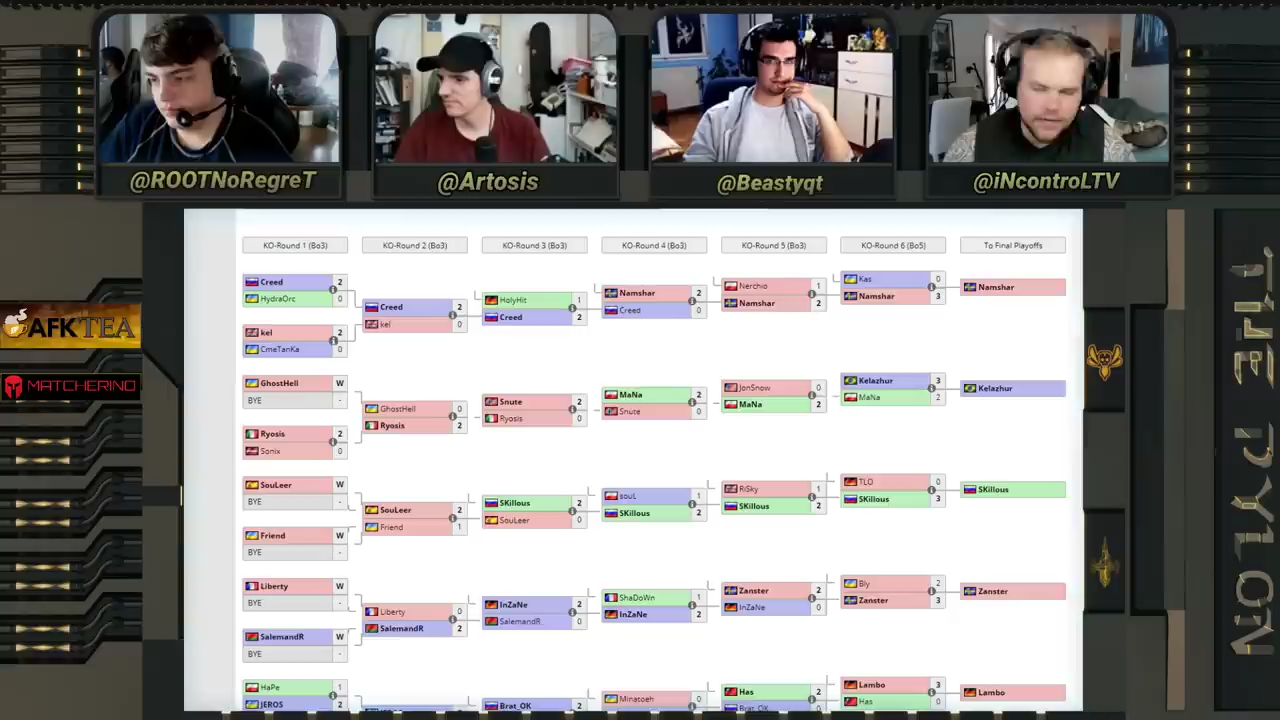 @ROOTNoRegreT
@Artosis
@Beastyqt
@iNcontroLTV
AFKTEA
MATCHERINO
THE PYLON
KO-Round 1 (Bo3)
KO-Round 2 (Bo3)
KO-Round 3 (Bo3)
KO-Round 4 (Bo3)
KO-Round 5 (Bo3)
KO-Round 6 (Bo5)
To Final Playoffs
Creed 2
HydraOrc 0
kel 2
CmeTanKa 0
GhostHell W
BYE -
Ryosis 2
Sonix 0
SouLeer W
BYE -
Friend W
BYE -
Liberty W
BYE -
SalemandR W
BYE -
HaPe 1
JEROS 2
Creed 2
kel 0
GhostHell 0
Ryosis 2
SouLeer 2
Friend 1
Liberty 0
SalemandR 2
HolyHit 1
Creed 2
Snute 2
Ryosis 0
SKillous 2
SouLeer 0
InZaNe 2
SalemandR 0
Brat_OK 2
Namshar 2
Creed 0
MaNa 2
Snute 0
souL 1
SKillous 2
ShaDoWn 1
InZaNe 2
Minatoeh 0
Nerchio 1
Namshar 2
JonSnow 0
MaNa 2
RiSky 1
SKillous 2
Zanster 2
InZaNe 0
Has 2
Brat_OK 0
Kas 0
Namshar 3
Kelazhur 3
MaNa 2
TLO 0
SKillous 3
Bly 2
Zanster 3
Lambo 3
Has 0
Namshar
Kelazhur
SKillous
Zanster
Lambo